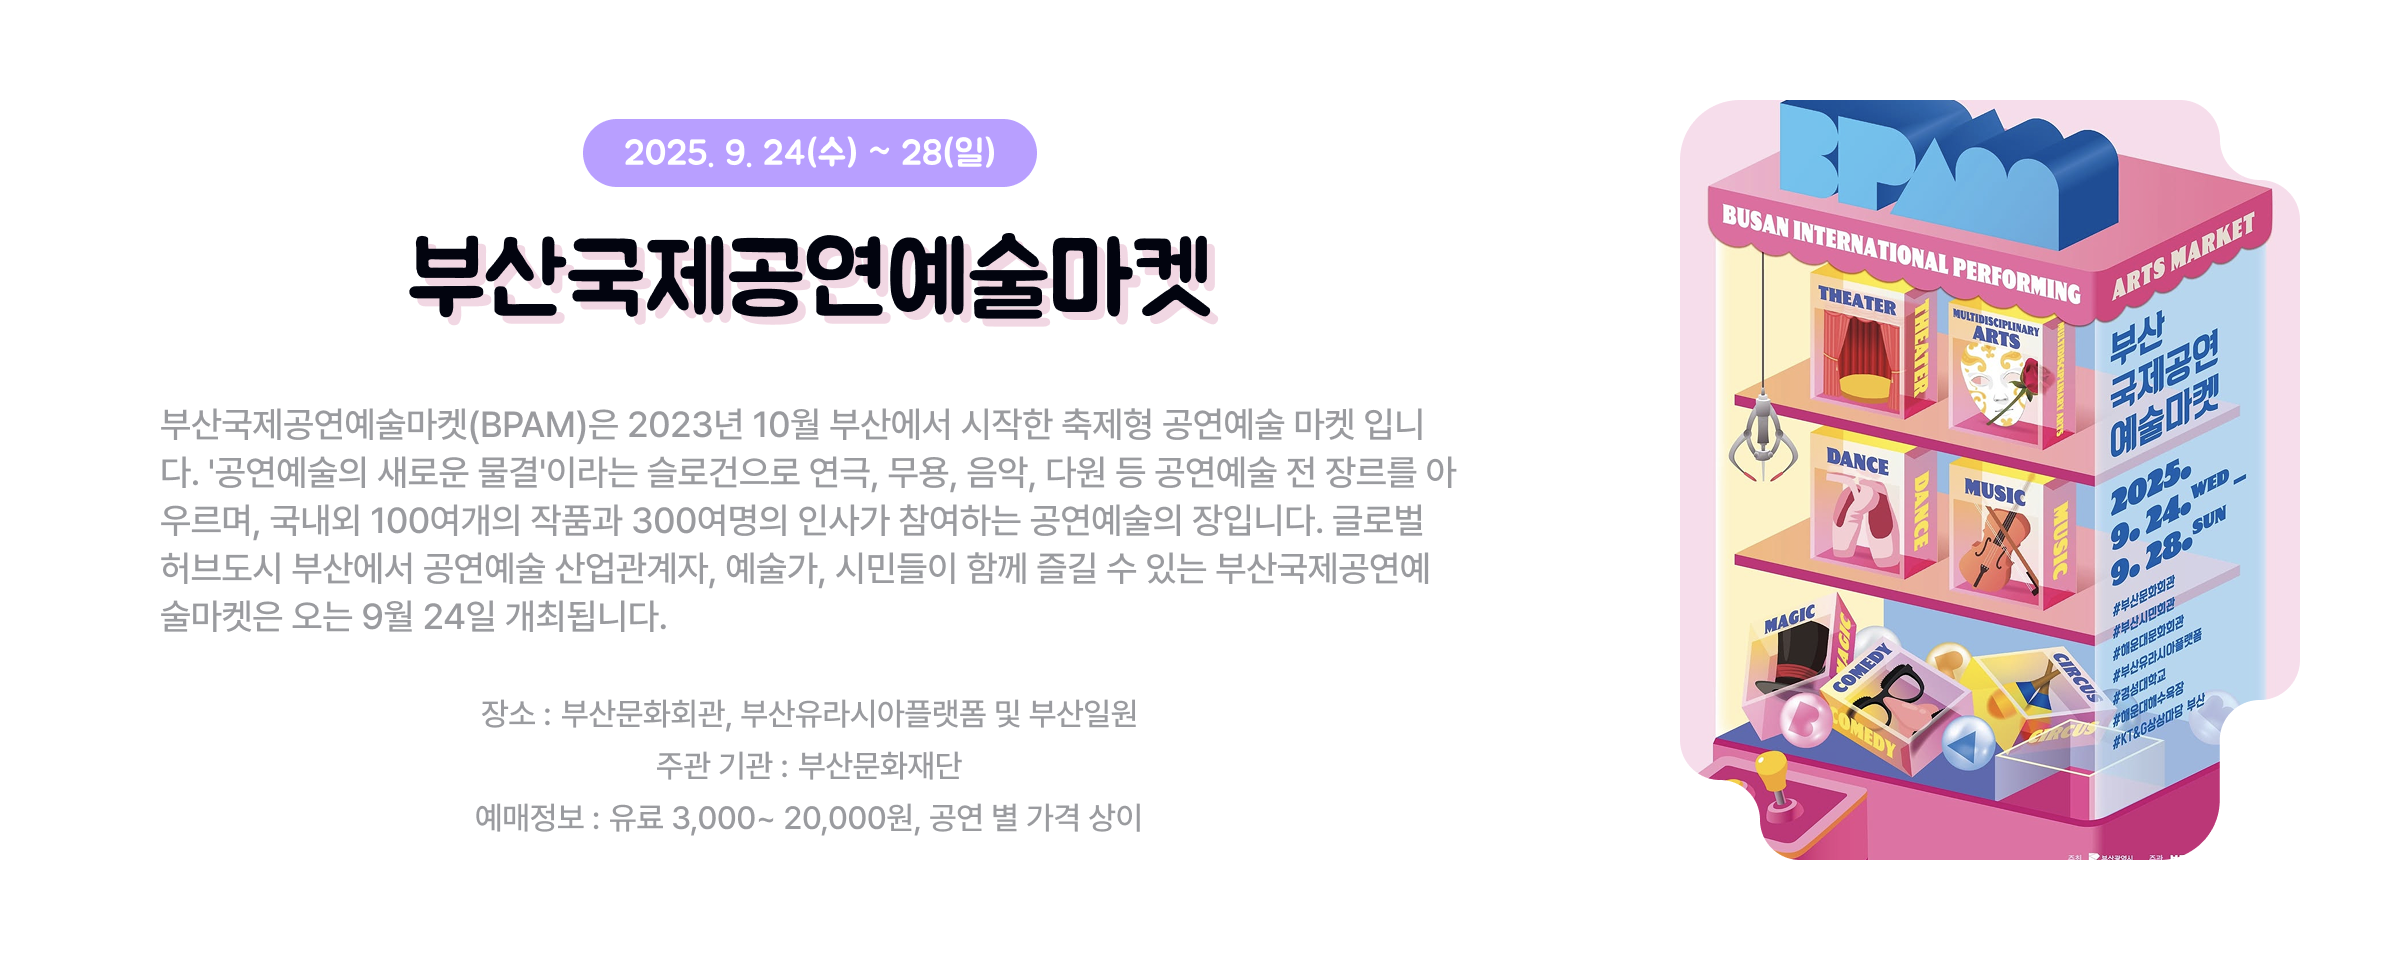 2025. 9. 24(수) ~ 28(일)
부산국제공연예술마켓
부산국제공연예술마켓(BPAM)은 2023년 10월 부산에서 시작한 축제형 공연예술 마켓 입니
다. '공연예술의 새로운 물결'이라는 슬로건으로 연극, 무용, 음악, 다원 등 공연예술 전 장르를 아
우르며, 국내외 100여개의 작품과 300여명의 인사가 참여하는 공연예술의 장입니다. 글로벌
허브도시 부산에서 공연예술 산업관계자, 예술가, 시민들이 함께 즐길 수 있는 부산국제공연예
술마켓은 오는 9월 24일 개최됩니다.
장소 : 부산문화회관, 부산유라시아플랫폼 및 부산일원
주관 기관 : 부산문화재단
예매정보 : 유료 3,000~ 20,000원, 공연 별 가격 상이
BPAM
BUSAN INTERNATIONAL PERFORMING
ARTS MARKET
THEATER
THEATER
MULTIDISCIPLINARY
ARTS
MULTIDISCIPLINARY ARTS
DANCE
DANCE
MUSIC
MUSIC
MAGIC
MAGIC
COMEDY
COMEDY
CIRCUS
CIRCUS
B
부산
국제공연
예술마켓
2025.
9. 24. WED _
9. 28. SUN
#부산문화회관
#부산시민회관
#해운대문화회관
#부산유라시아플랫폼
#경성대학교
#해운대해수욕장
#KT&G상상마당 부산
주최
부산광역시
주관